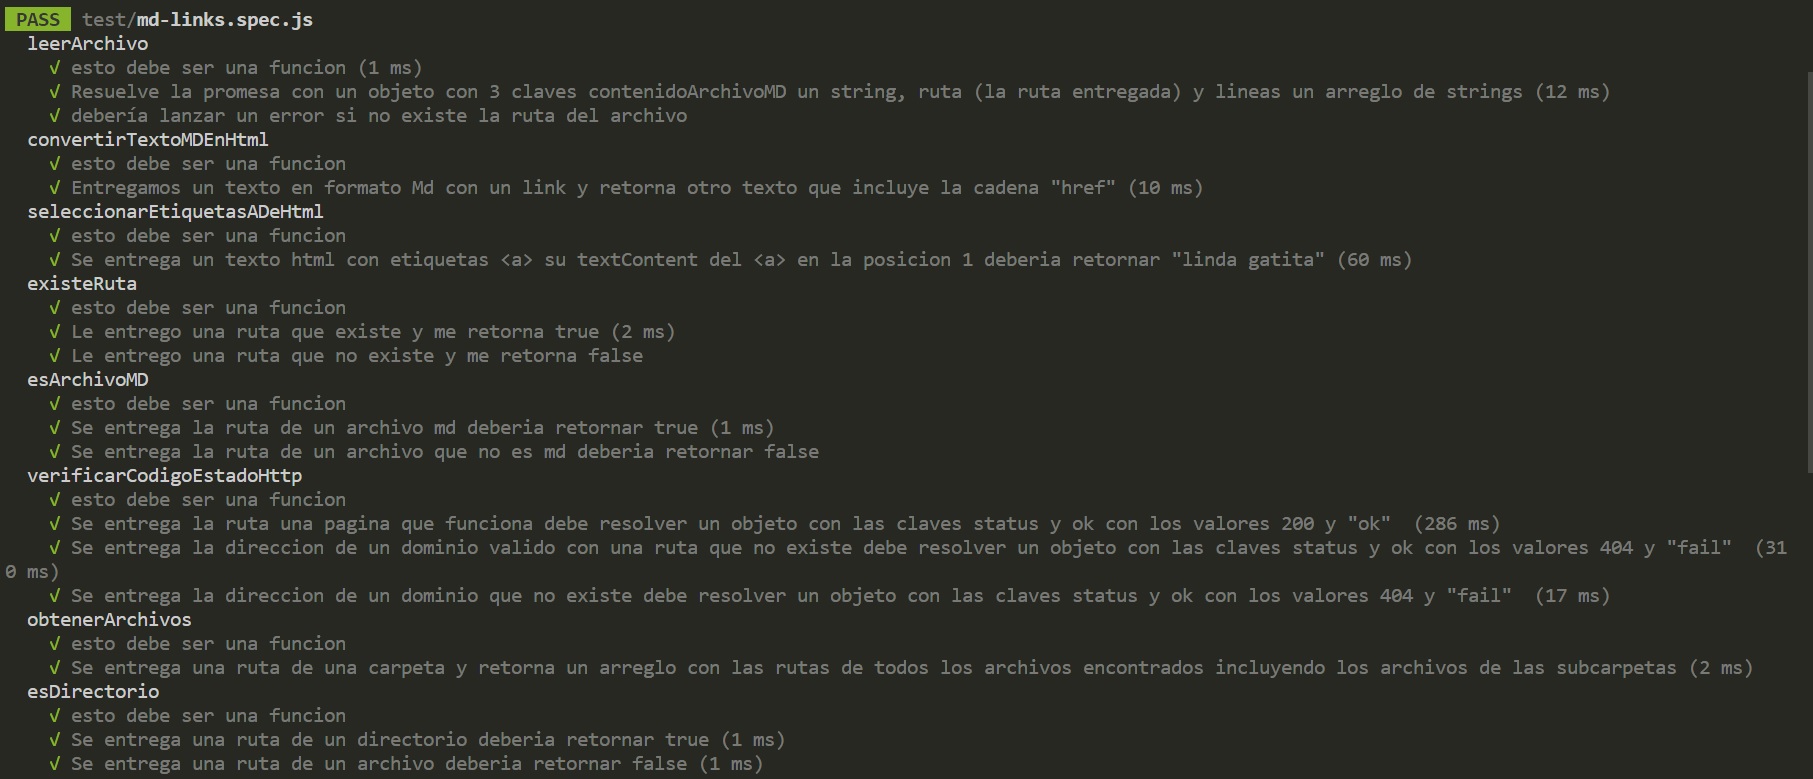 PASS test/md-links.spec.js
leerArchivo
√ esto debe ser una funcion (1 ms)
√ Resuelve la promesa con un objeto con 3 claves contenidoArchivoMD un string, ruta (la ruta entregada) y lineas un arreglo de strings (12 ms)
√ debería lanzar un error si no existe la ruta del archivo
convertirTextoMDEnHtml
√ esto debe ser una funcion
√ Entregamos un texto en formato Md con un link y retorna otro texto que incluye la cadena "href" (10 ms)
seleccionarEtiquetasADeHtml
√ esto debe ser una funcion
√ Se entrega un texto html con etiquetas <a> su textContent del <a> en la posicion 1 deberia retornar "linda gatita" (60 ms)
existeRuta
√ esto debe ser una funcion
√ Le entrego una ruta que existe y me retorna true (2 ms)
√ Le entrego una ruta que no existe y me retorna false
esArchivoMD
√ esto debe ser una funcion
√ Se entrega la ruta de un archivo md deberia retornar true (1 ms)
√ Se entrega la ruta de un archivo que no es md deberia retornar false
verificarCodigoEstadoHttp
√ esto debe ser una funcion
√ Se entrega la ruta una pagina que funciona debe resolver un objeto con las claves status y ok con los valores 200 y "ok"  (286 ms)
√ Se entrega la direccion de un dominio valido con una ruta que no existe debe resolver un objeto con las claves status y ok con los valores 404 y "fail"  (31
0 ms)
√ Se entrega la direccion de un dominio que no existe debe resolver un objeto con las claves status y ok con los valores 404 y "fail"  (17 ms)
obtenerArchivos
√ esto debe ser una funcion
√ Se entrega una ruta de una carpeta y retorna un arreglo con las rutas de todos los archivos encontrados incluyendo los archivos de las subcarpetas (2 ms)
esDirectorio
√ esto debe ser una funcion
√ Se entrega una ruta de un directorio deberia retornar true (1 ms)
√ Se entrega una ruta de un archivo deberia retornar false (1 ms)